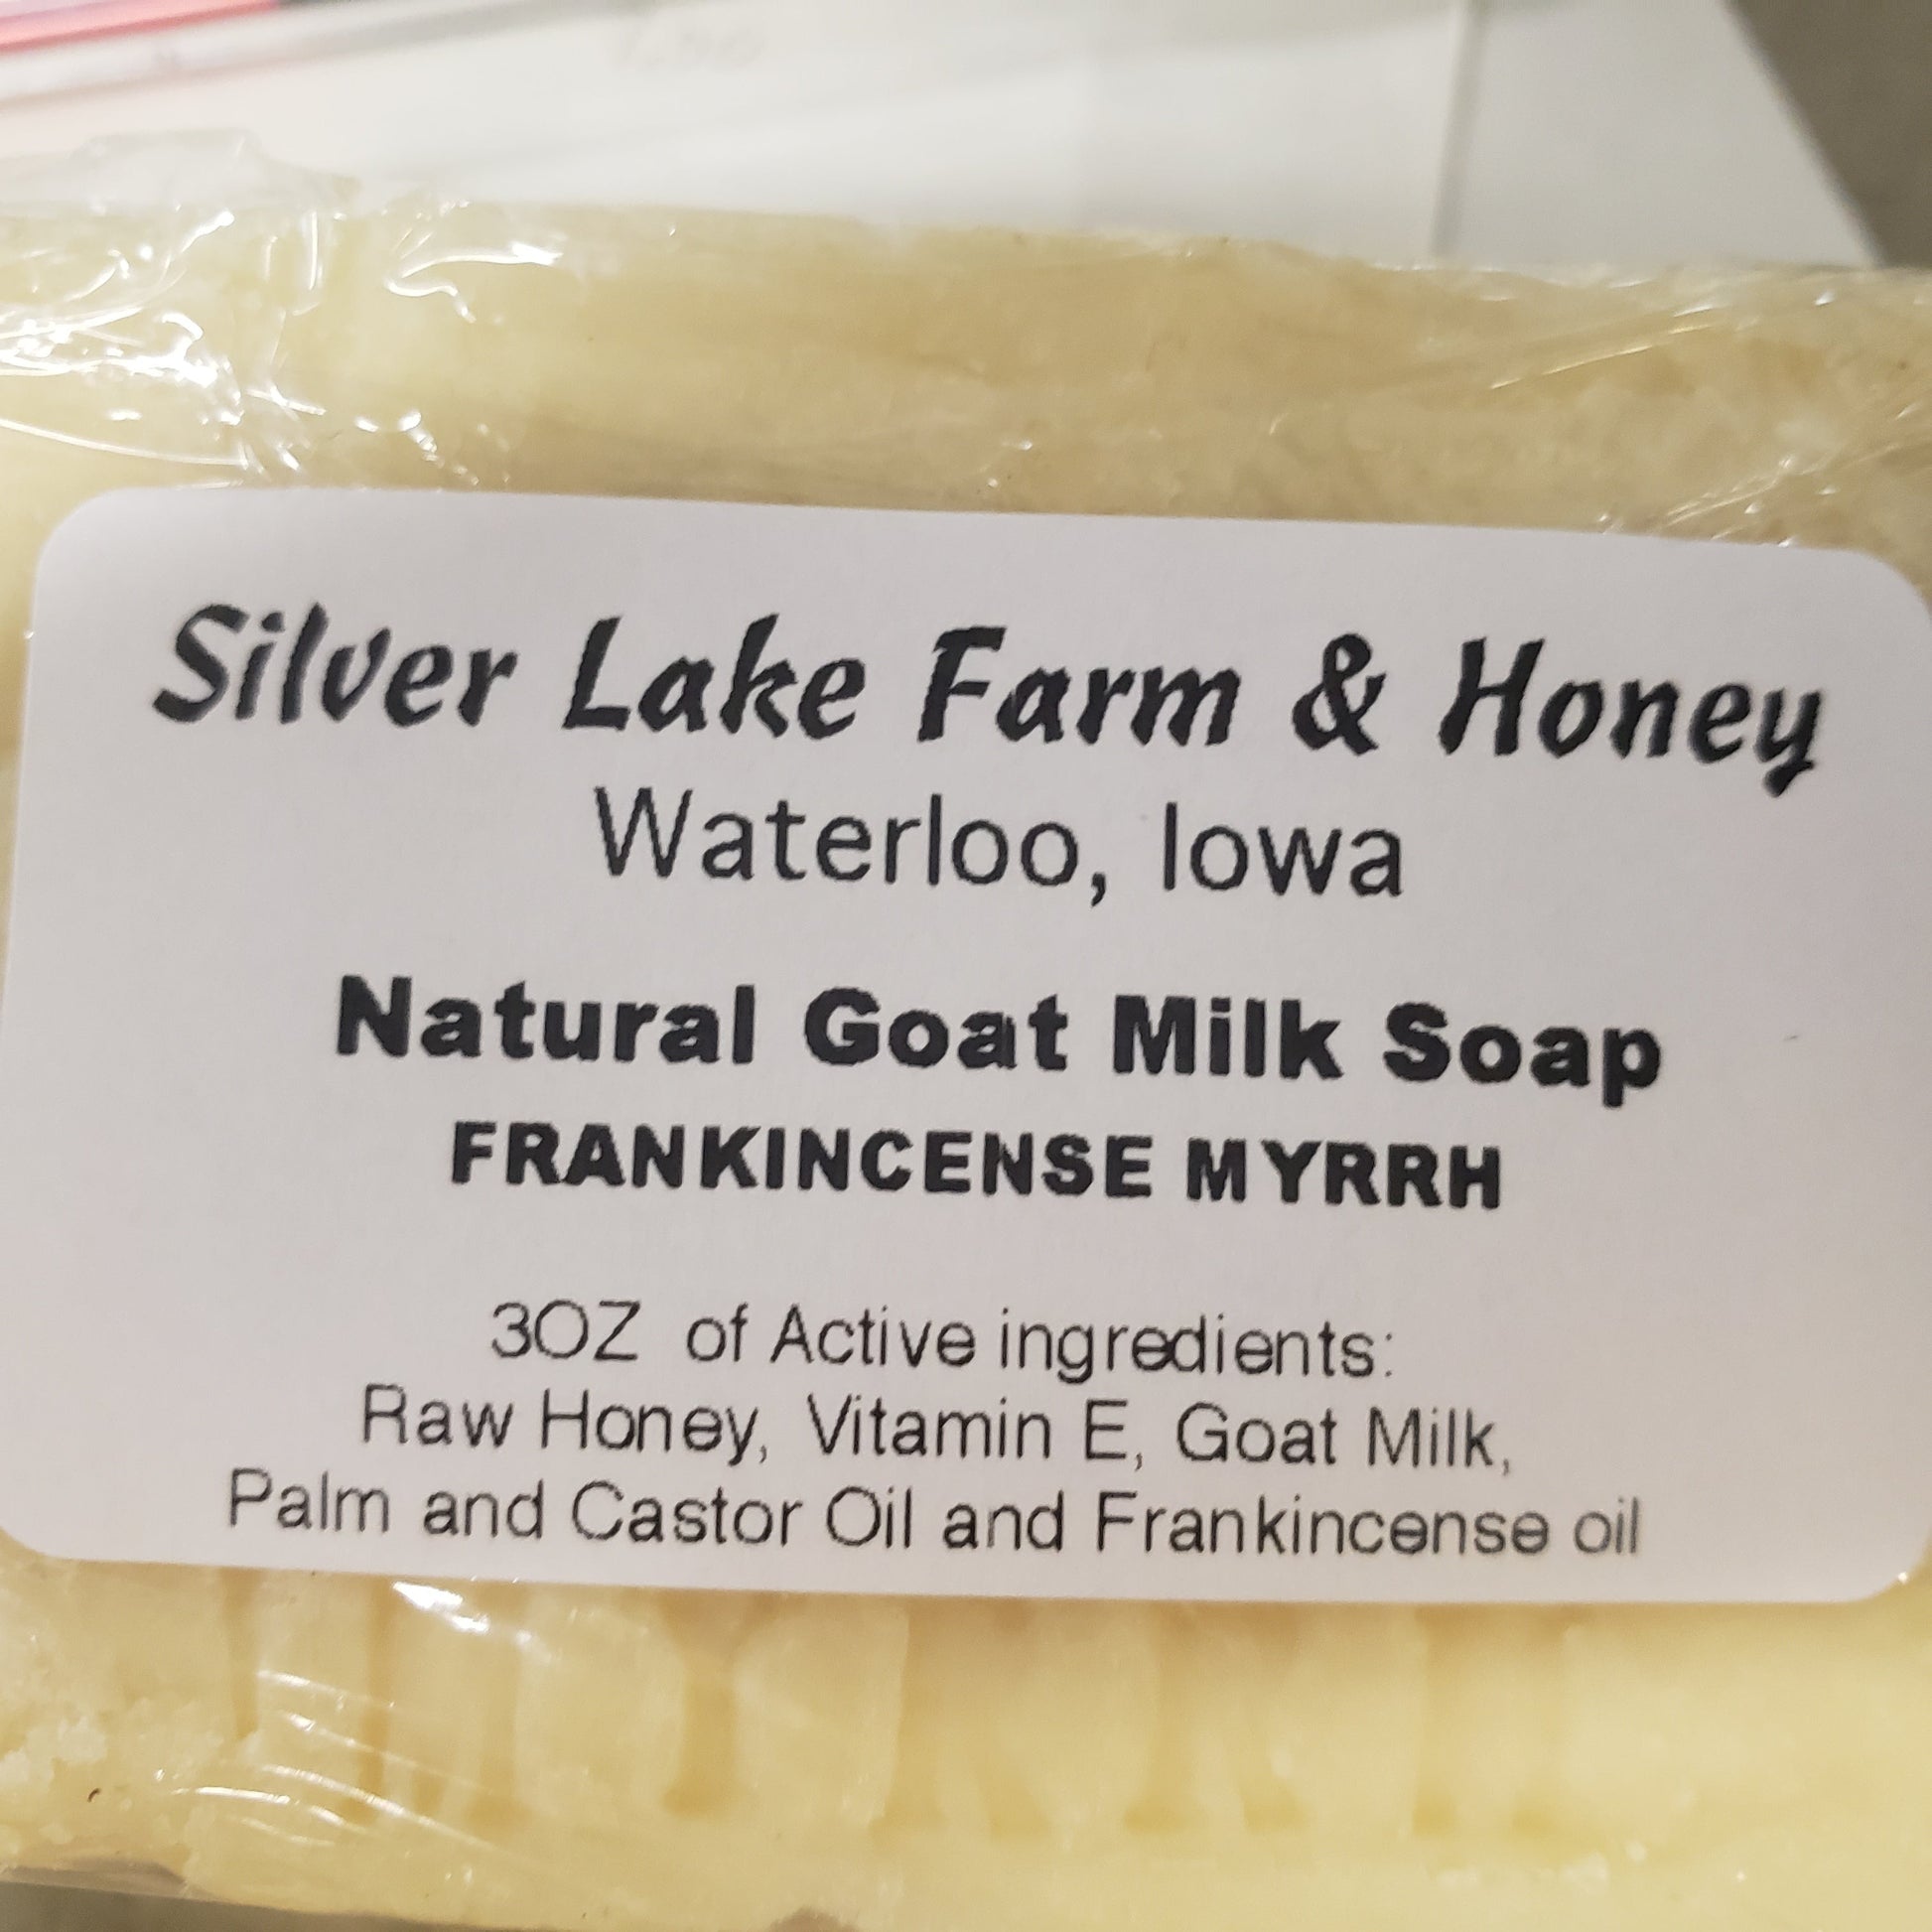 Silver Lake Farm & Honey
Waterloo, Iowa
Natural Goat Milk Soap
FRANKINCENSE MYRRH
3OZ of Active ingredients:
Raw Honey, Vitamin E, Goat Milk,
Palm and Castor Oil and Frankincense oil